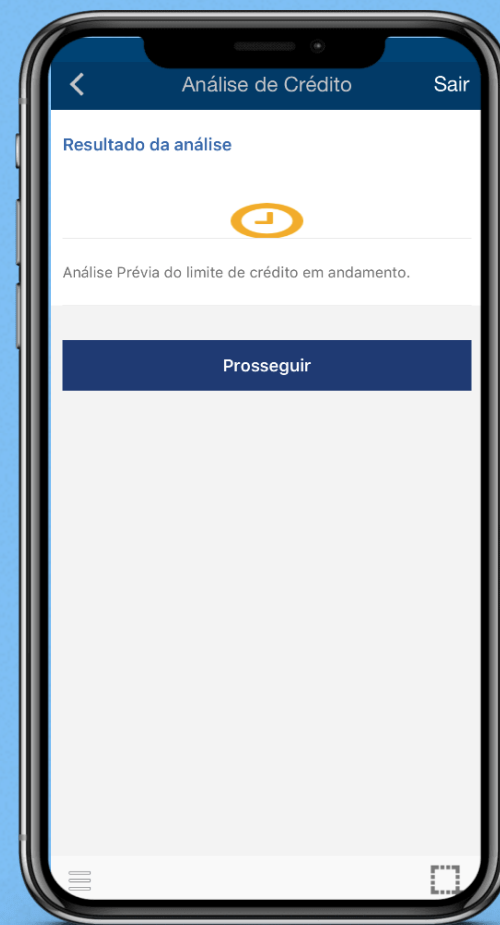 Análise de Crédito Sair
Resultado da análise
Análise Prévia do limite de crédito em andamento.
Prosseguir